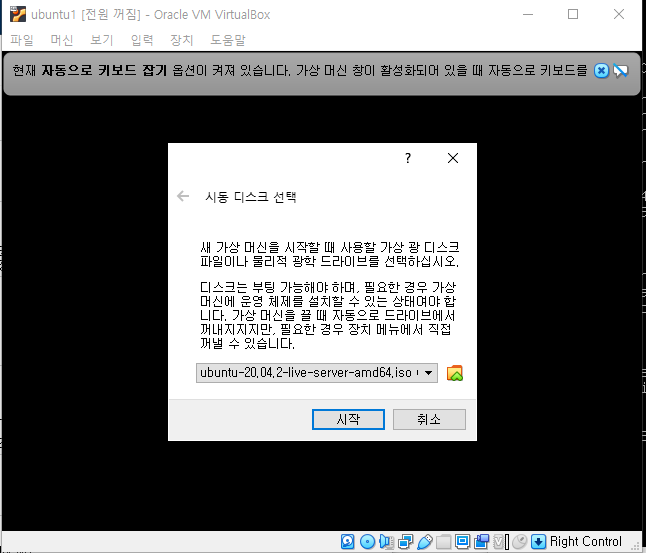 ubuntu1 [전원 꺼짐] - Oracle VM VirtualBox
파일 머신 보기 입력 장치 도움말
현재 자동으로 키보드 잡기 옵션이 켜져 있습니다. 가상 머신 창이 활성화되어 있을 때 자동으로 키보드를
?
시동 디스크 선택
새 가상 머신을 시작할 때 사용할 가상 광 디스크
파일이나 물리적 광학 드라이브를 선택하십시오.
디스크는 부팅 가능해야 하며, 필요한 경우 가상
머신에 운영 체제를 설치할 수 있는 상태여야 합
니다. 가상 머신을 끌 때 자동으로 드라이브에서
꺼내지지지만, 필요한 경우 장치 메뉴에서 직접
꺼낼 수 있습니다.
ubuntu-20.04.2-live-server-amd64.iso
시작 취소
Right Control